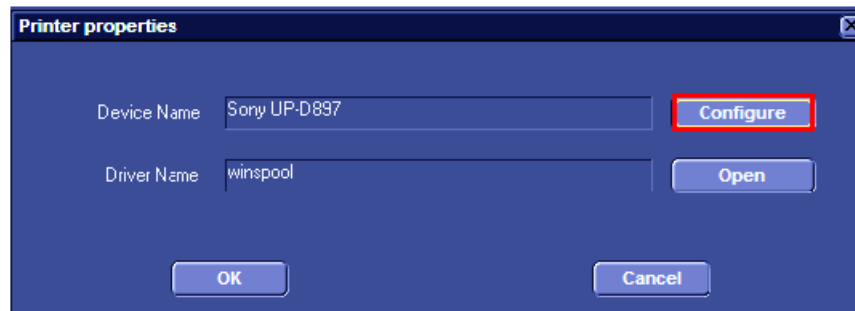 Printer properties
Device Name Sony UP-D897 Configure
Driver Name winspool Open
OK Cancel